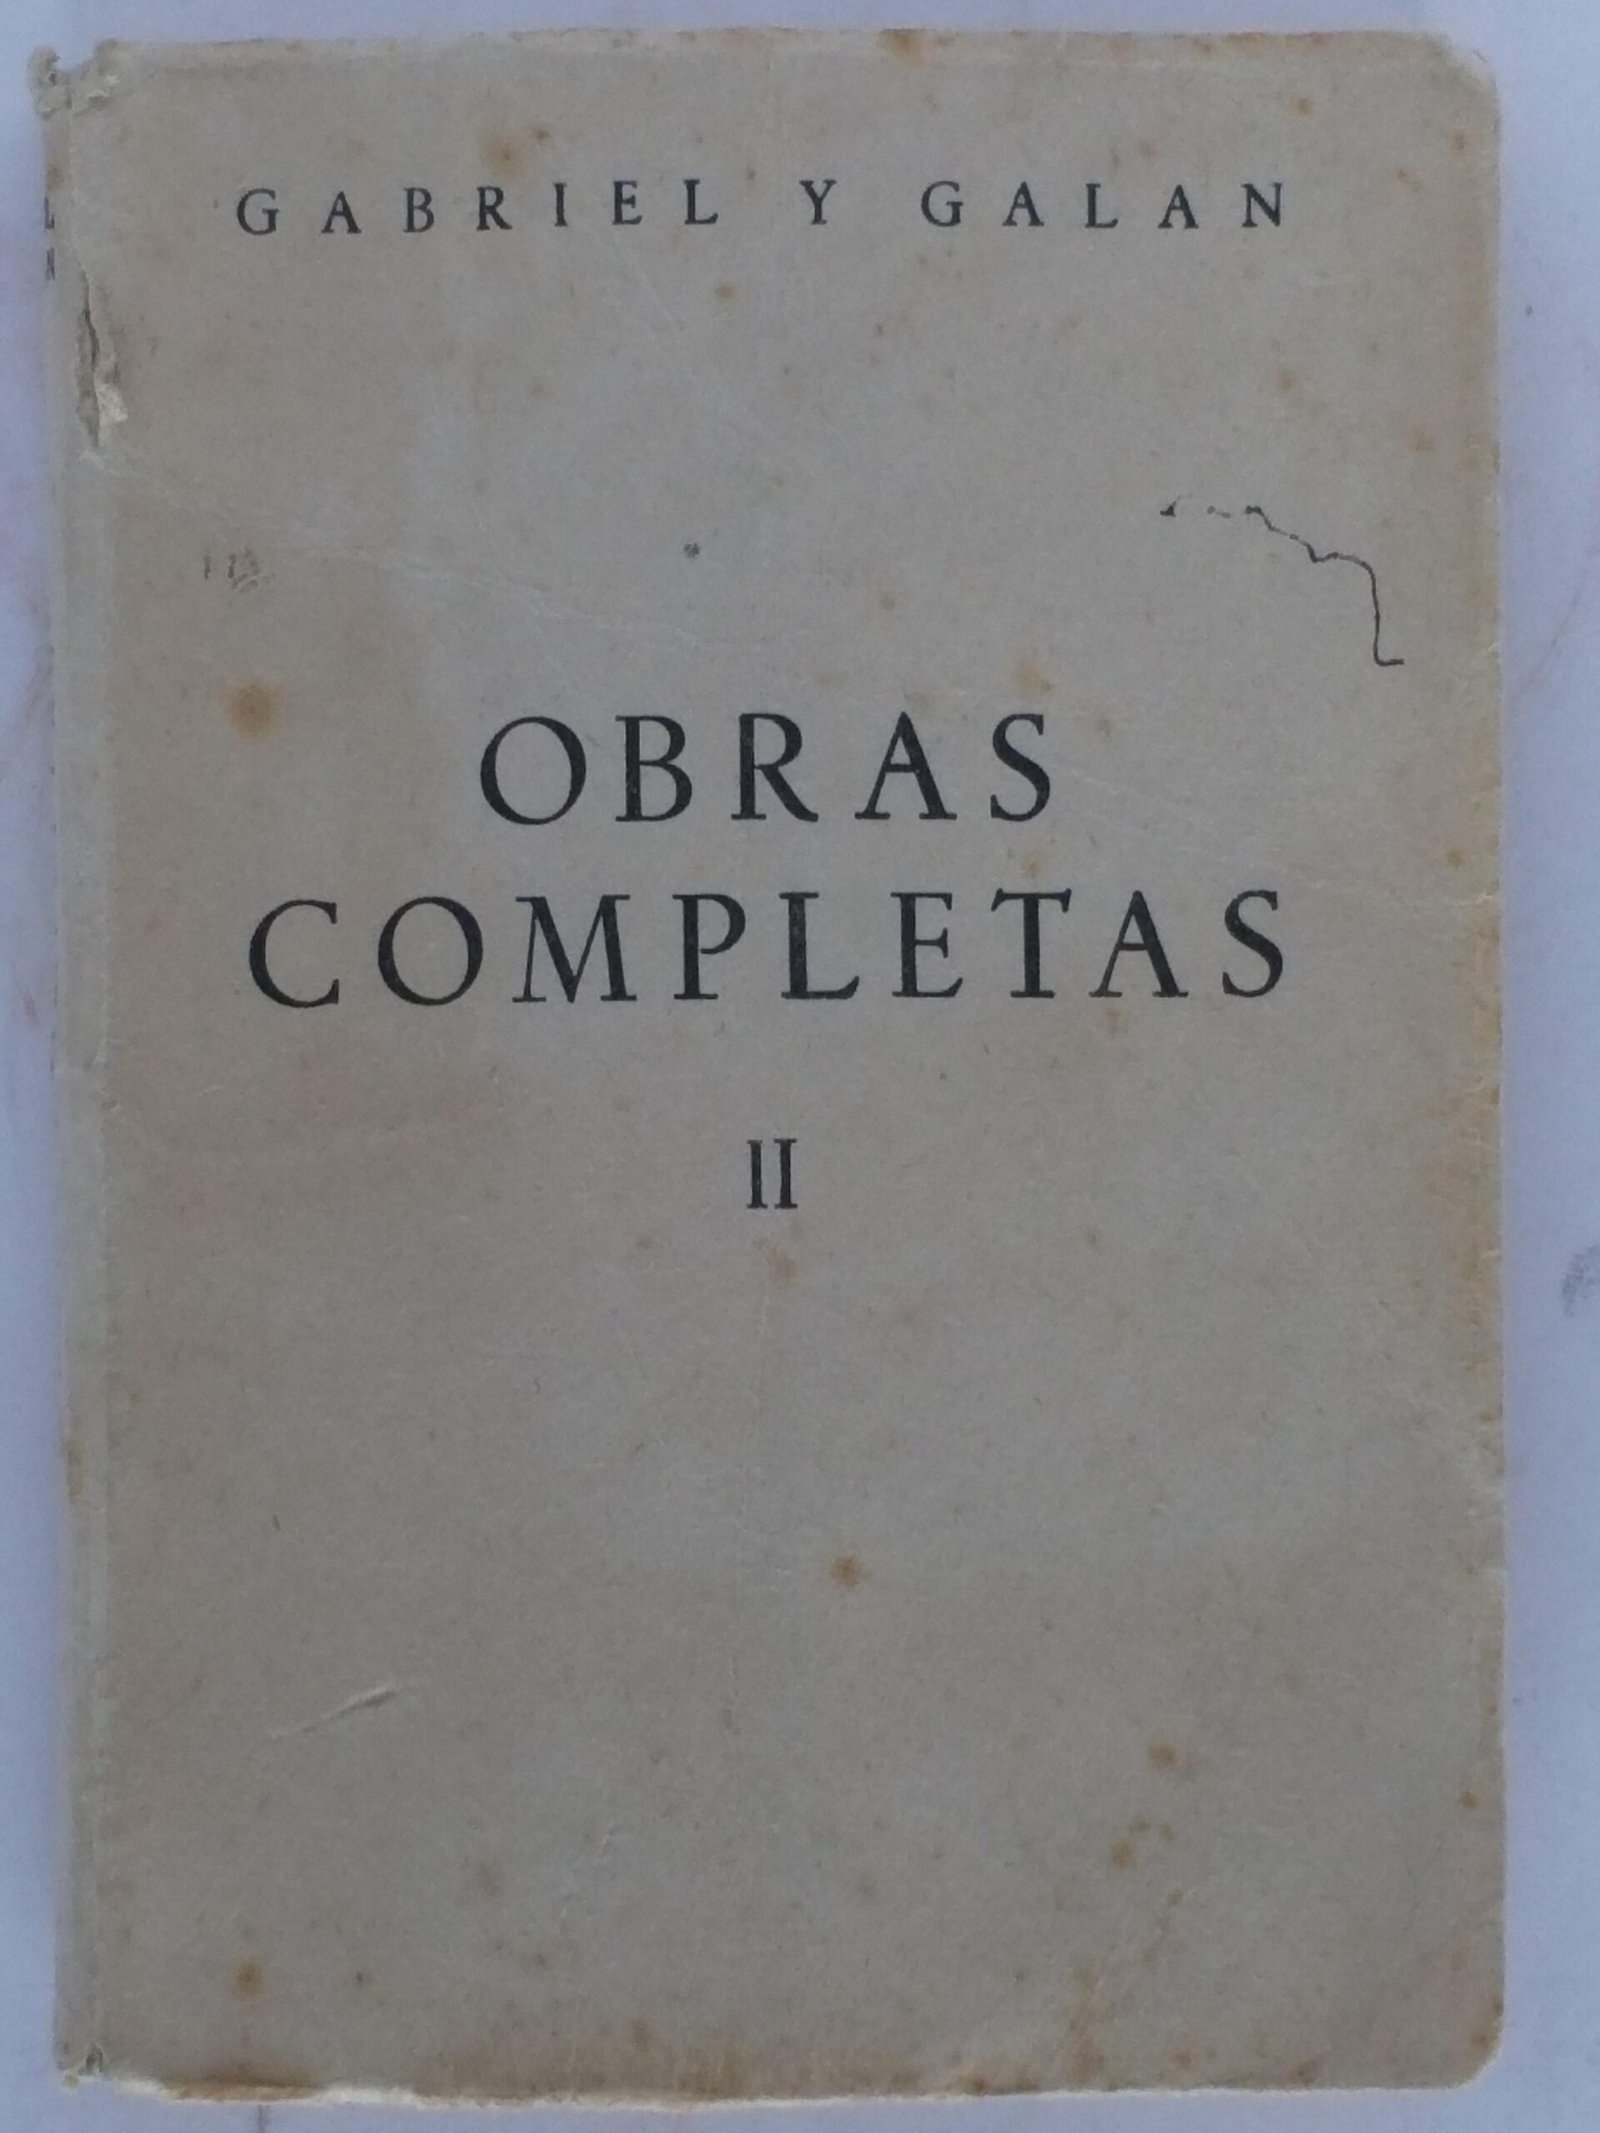 GABRIEL Y GALAN
OBRAS
COMPLETAS
II